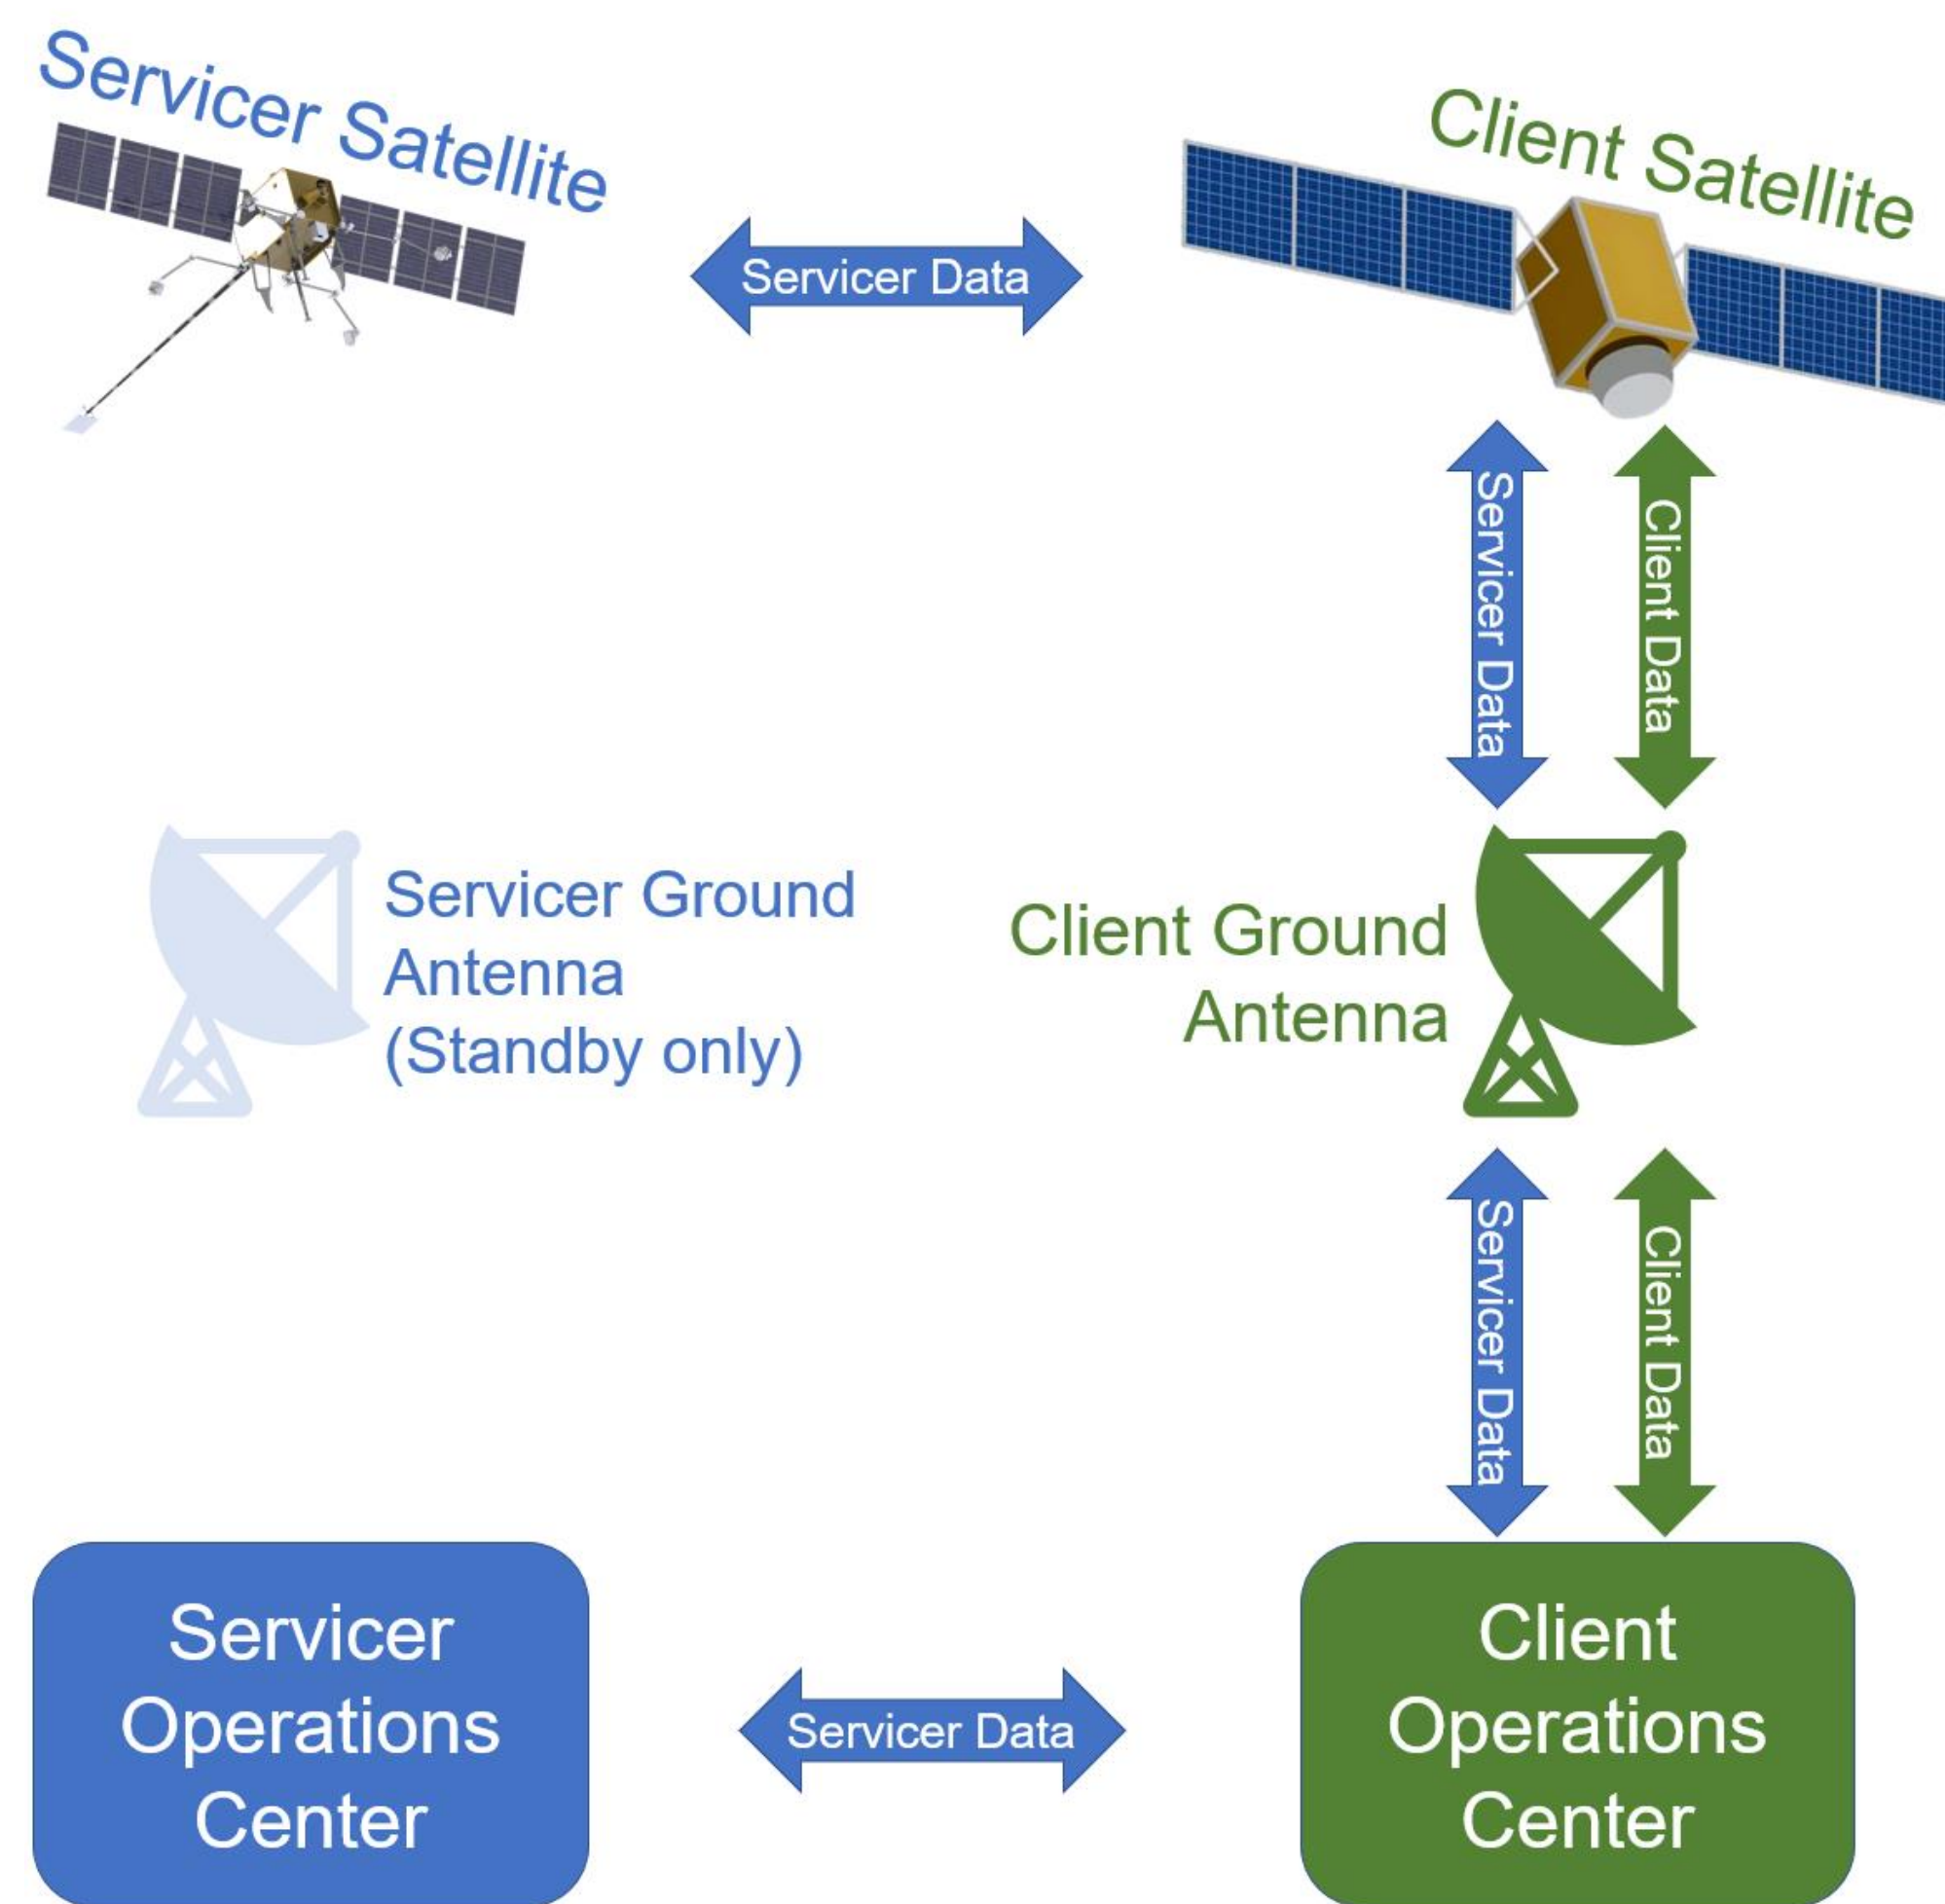 Servicer Satellite
Client Satellite
Servicer Data
Servicer Data
Client Data
Servicer Ground
Antenna
(Standby only)
Client Ground
Antenna
Servicer Data
Client Data
Servicer
Operations
Center
Servicer Data
Client
Operations
Center